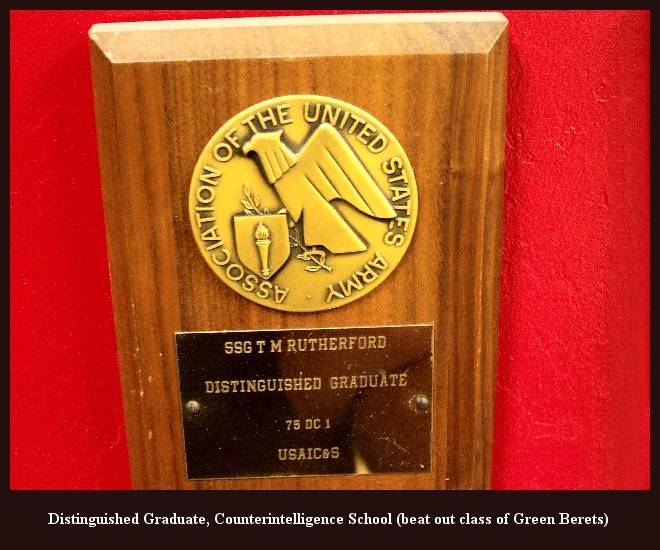 ASSOCIATION OF THE UNITED STATES ARMY
SSG T M RUTHERFORD
DISTINGUISHED GRADUATE
75 DC 1
USAIC&S
Distinguished Graduate, Counterintelligence School (beat out class of Green Berets)